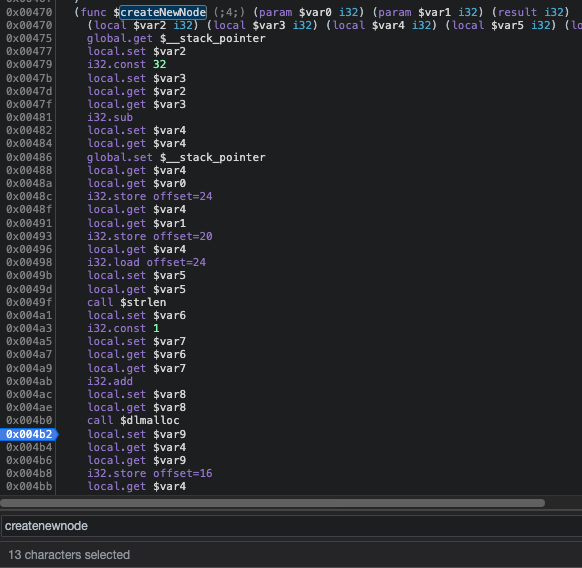 0x00470 (func $createNewNode (;4;) (param $var0 i32) (param $var1 i32) (result i32)
0x00470 (local $var2 i32) (local $var3 i32) (local $var4 i32) (local $var5 i32) (lo
0x00475 global.get $__stack_pointer
0x00477 local.set $var2
0x00479 i32.const 32
0x0047b local.set $var3
0x0047d local.get $var2
0x0047f local.get $var3
0x00481 i32.sub
0x00482 local.set $var4
0x00484 local.get $var4
0x00486 global.set $__stack_pointer
0x00488 local.get $var4
0x0048a local.get $var0
0x0048c i32.store offset=24
0x0048f local.get $var4
0x00491 local.get $var1
0x00493 i32.store offset=20
0x00496 local.get $var4
0x00498 i32.load offset=24
0x0049b local.set $var5
0x0049d local.get $var5
0x0049f call $strlen
0x004a1 local.set $var6
0x004a3 i32.const 1
0x004a5 local.set $var7
0x004a7 local.get $var6
0x004a9 local.get $var7
0x004ab i32.add
0x004ac local.set $var8
0x004ae local.get $var8
0x004b0 call $dlmalloc
0x004b2 local.set $var9
0x004b4 local.get $var4
0x004b6 local.get $var9
0x004b8 i32.store offset=16
0x004bb local.get $var4
createnewnode
13 characters selected